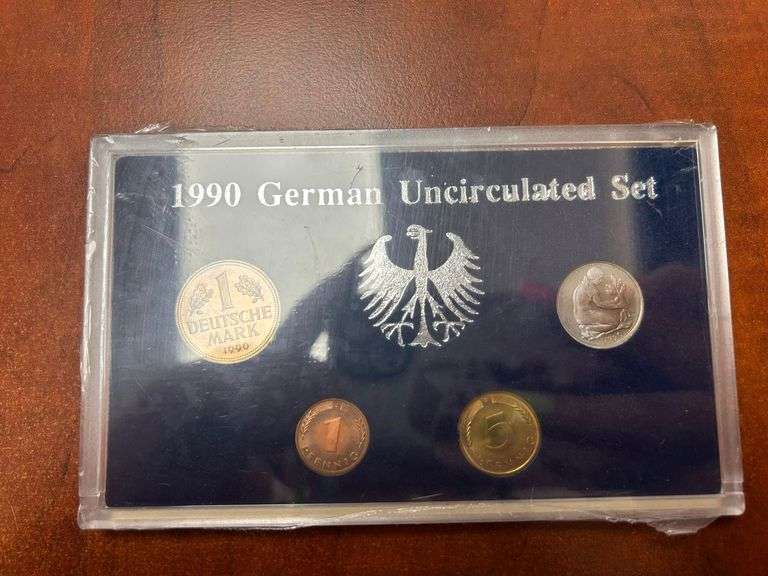 1990 German Uncirculated Set
1
DEUTSCHE
MARK
1990
1
PFENNIG
5